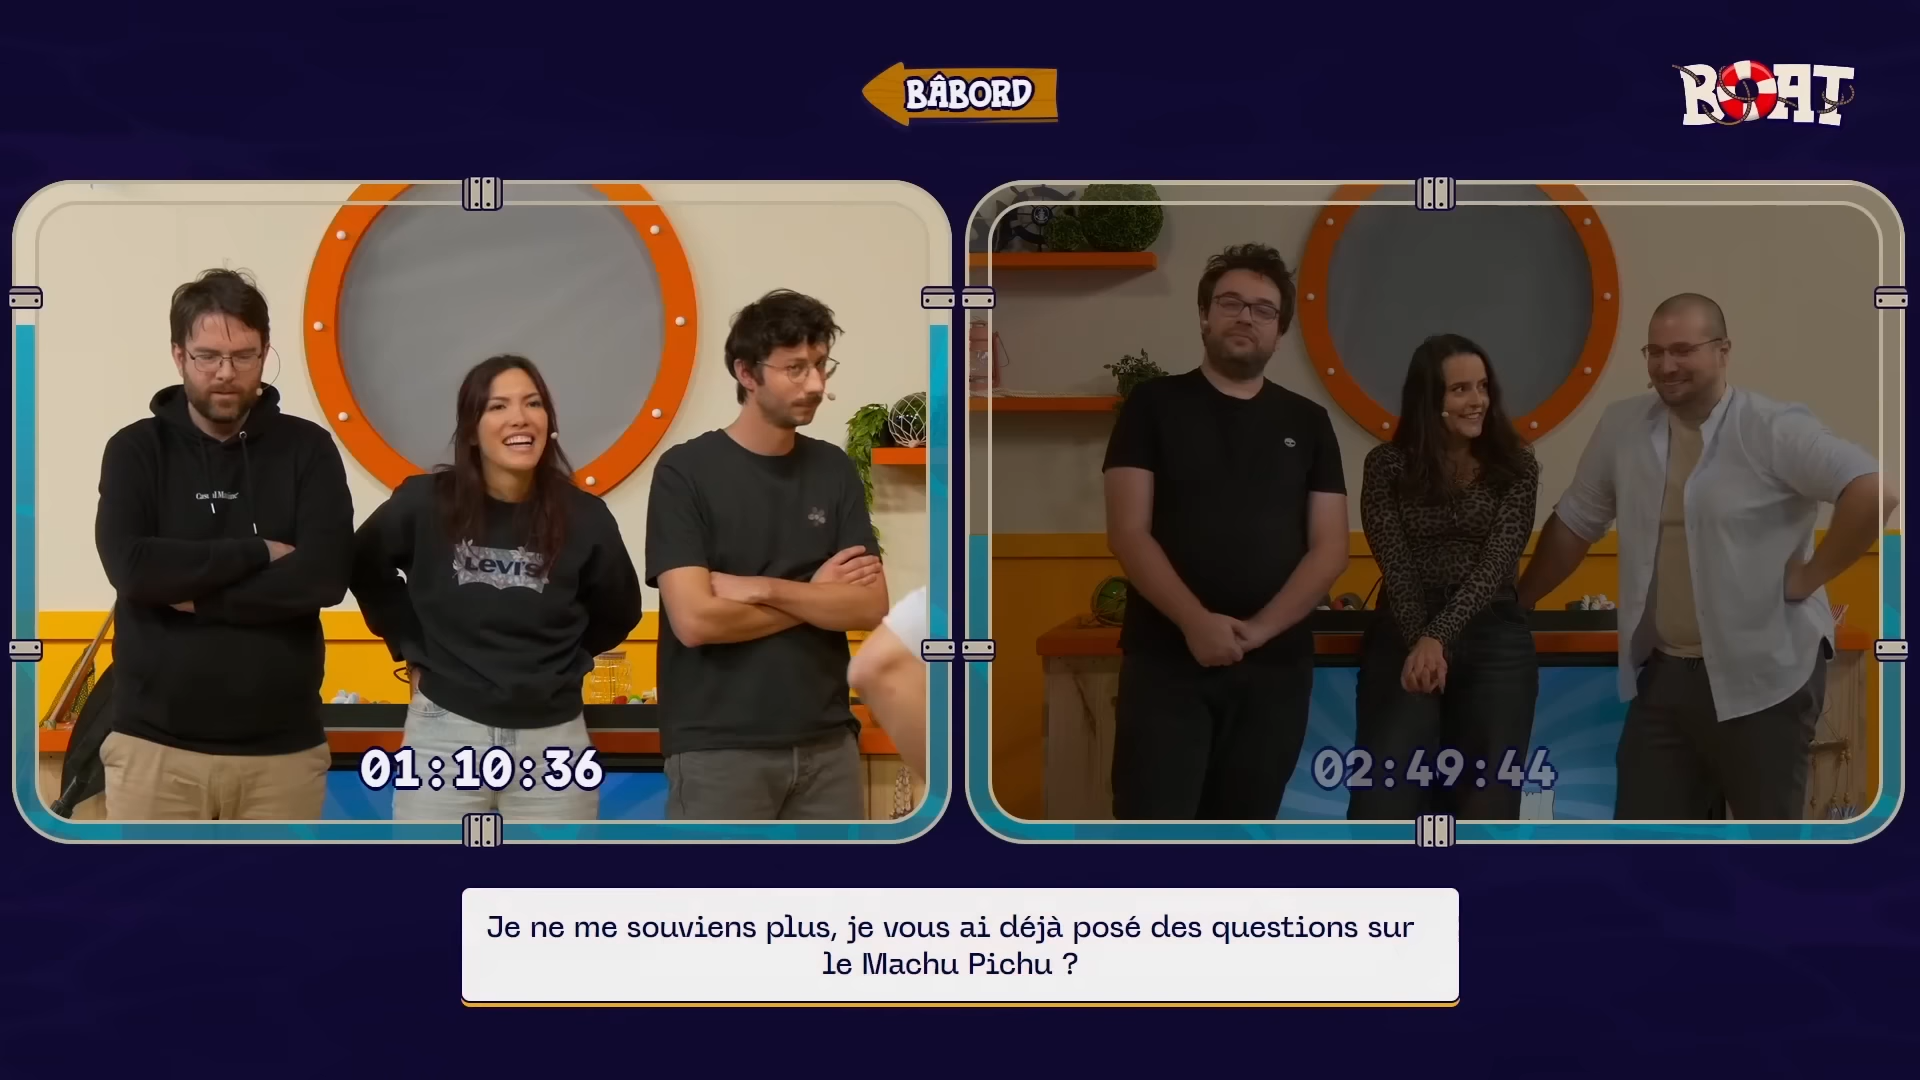 BÂBORD
BOAT
Levi's
01:10:36
02:49:44
Je ne me souviens plus, je vous ai déjà posé des questions sur
le Machu Pichu ?